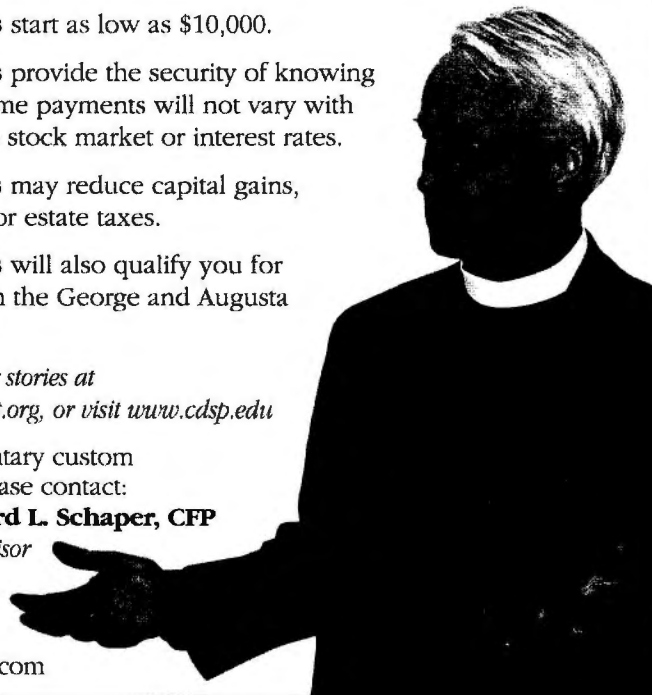 start as low as $10,000.
provide the security of knowing
me payments will not vary with
stock market or interest rates.
may reduce capital gains,
or estate taxes.
will also qualify you for
the George and Augusta
stories at
.org, or visit www.cdsp.edu
tary custom
ase contact:
rd L. Schaper, CFP
isor
com